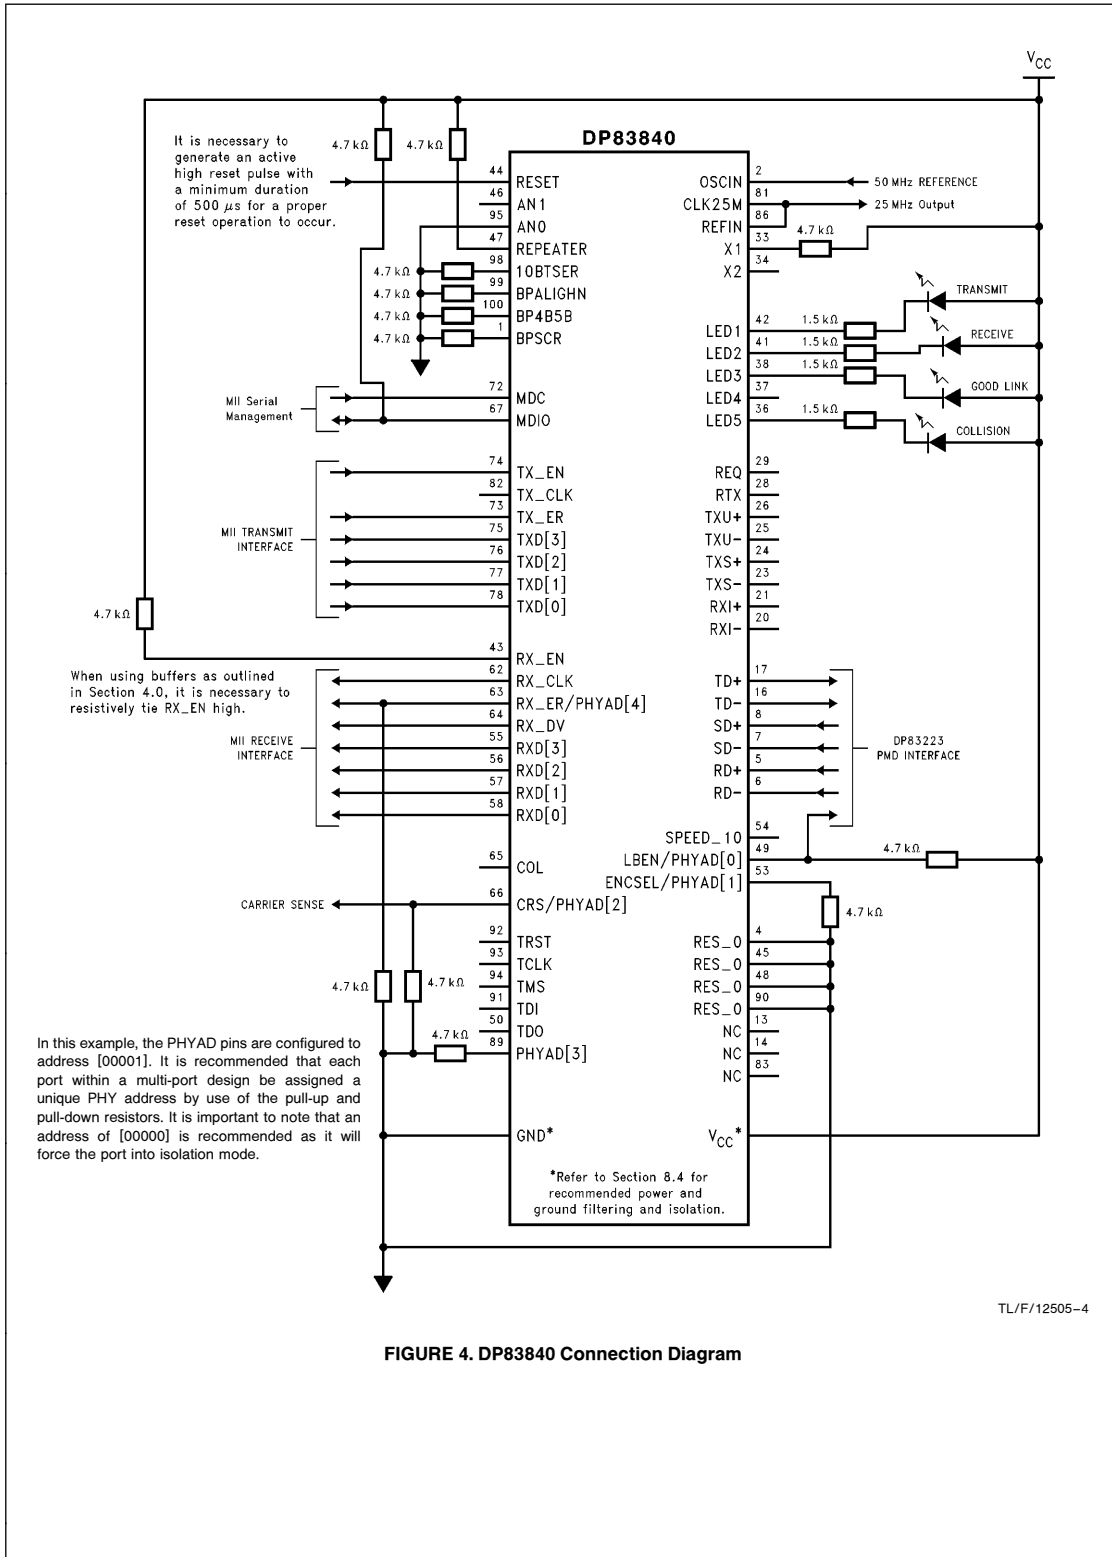 V_CC
DP83840
It is necessary to
generate an active
high reset pulse with
a minimum duration
of 500 μs for a proper
reset operation to occur.
4.7 kΩ
4.7 kΩ
44 RESET
46 AN1
95 AN0
47 REPEATER
4.7 kΩ 98 10BTSER
4.7 kΩ 99 BPALIGHN
4.7 kΩ 100 BP4B5B
4.7 kΩ 1 BPSCR
MII Serial
Management
72 MDC
67 MDIO
74 TX_EN
82 TX_CLK
73 TX_ER
75 TXD[3]
76 TXD[2]
77 TXD[1]
78 TXD[0]
MII TRANSMIT
INTERFACE
4.7 kΩ
43 RX_EN
When using buffers as outlined
in Section 4.0, it is necessary to
resistively tie RX_EN high.
62 RX_CLK
63 RX_ER/PHYAD[4]
64 RX_DV
55 RXD[3]
56 RXD[2]
57 RXD[1]
58 RXD[0]
MII RECEIVE
INTERFACE
65 COL
CARRIER SENSE 66 CRS/PHYAD[2]
92 TRST
93 TCLK
94 TMS
91 TDI
50 TDO
89 PHYAD[3]
4.7 kΩ
4.7 kΩ
4.7 kΩ
In this example, the PHYAD pins are configured to
address [00001]. It is recommended that each
port within a multi-port design be assigned a
unique PHY address by use of the pull-up and
pull-down resistors. It is important to note that an
address of [00000] is recommended as it will
force the port into isolation mode.
GND*
OSCIN 2 50 MHz REFERENCE
CLK25M 81 25 MHz Output
REFIN 86
X1 33 4.7 kΩ
X2 34
LED1 42 1.5 kΩ TRANSMIT
LED2 41 1.5 kΩ RECEIVE
LED3 38 1.5 kΩ GOOD LINK
LED4 37
LED5 36 1.5 kΩ COLLISION
REQ 29
RTX 28
TXU+ 26
TXU- 25
TXS+ 24
TXS- 23
RXI+ 21
RXI- 20
TD+ 17
TD- 16
SD+ 8
SD- 7
RD+ 5
RD- 6
DP83223
PMD INTERFACE
SPEED_10 54
LBEN/PHYAD[0] 49 4.7 kΩ
ENCSEL/PHYAD[1] 53
4.7 kΩ
RES_0 4
RES_0 45
RES_0 48
RES_0 90
NC 13
NC 14
NC 83
V_CC*
*Refer to Section 8.4 for
recommended power and
ground filtering and isolation.
TL/F/12505–4
FIGURE 4. DP83840 Connection Diagram